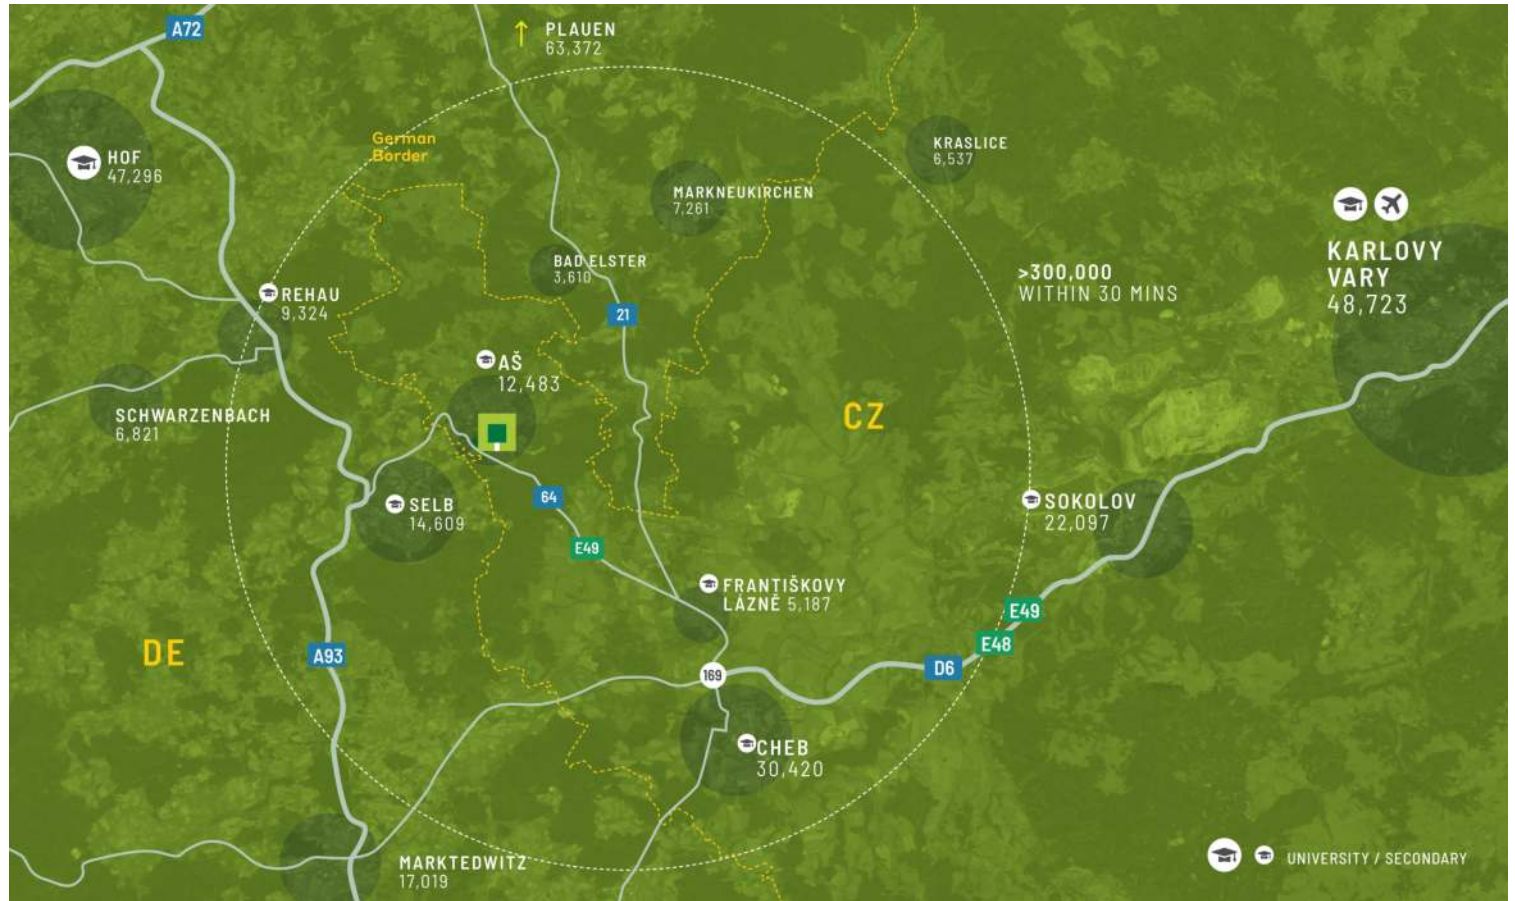 A72
PLAUEN
63,372
German
Border
HOF
47,296
KRASLICE
6,537
MARKNEUKIRCHEN
7,261
KARLOVY
VARY
48,723
BAD ELSTER
3,610
>300,000
WITHIN 30 MINS
REHAU
9,324
21
AŠ
12,483
SCHWARZENBACH
6,821
CZ
SELB
14,609
64
SOKOLOV
22,097
E49
FRANTIŠKOVY
LÁZNĚ 5,187
E49
E48
DE
A93
D6
169
CHEB
30,420
MARKTEDWITZ
17,019
UNIVERSITY / SECONDARY